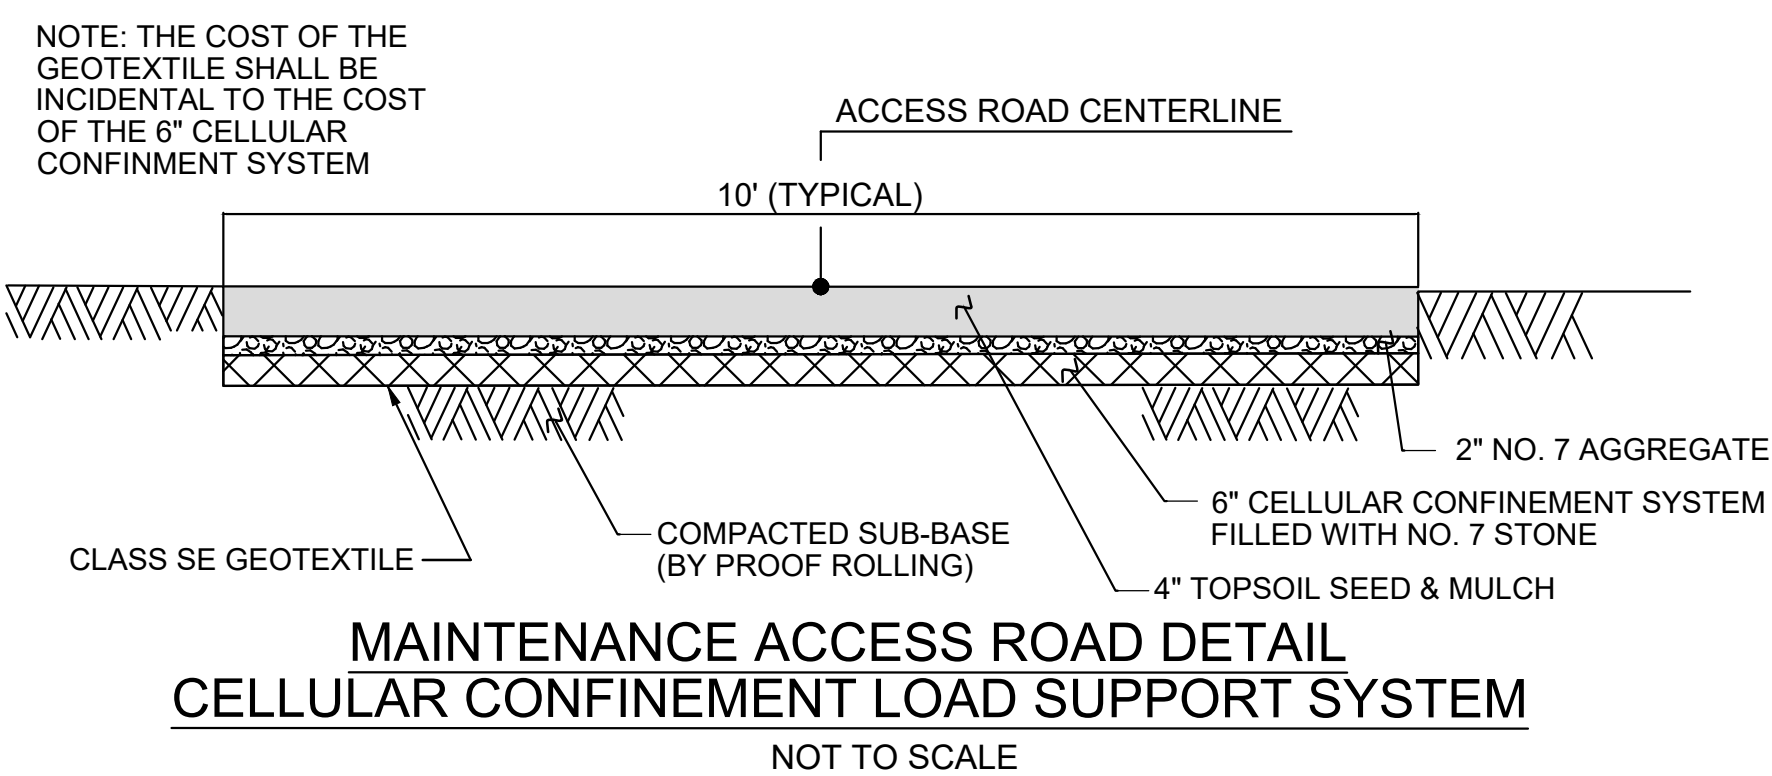 NOTE: THE COST OF THE
GEOTEXTILE SHALL BE
INCIDENTAL TO THE COST
OF THE 6" CELLULAR
CONFINMENT SYSTEM
ACCESS ROAD CENTERLINE
10' (TYPICAL)
2" NO. 7 AGGREGATE
6" CELLULAR CONFINEMENT SYSTEM
FILLED WITH NO. 7 STONE
COMPACTED SUB-BASE
(BY PROOF ROLLING)
CLASS SE GEOTEXTILE
4" TOPSOIL SEED & MULCH
MAINTENANCE ACCESS ROAD DETAIL
CELLULAR CONFINEMENT LOAD SUPPORT SYSTEM
NOT TO SCALE